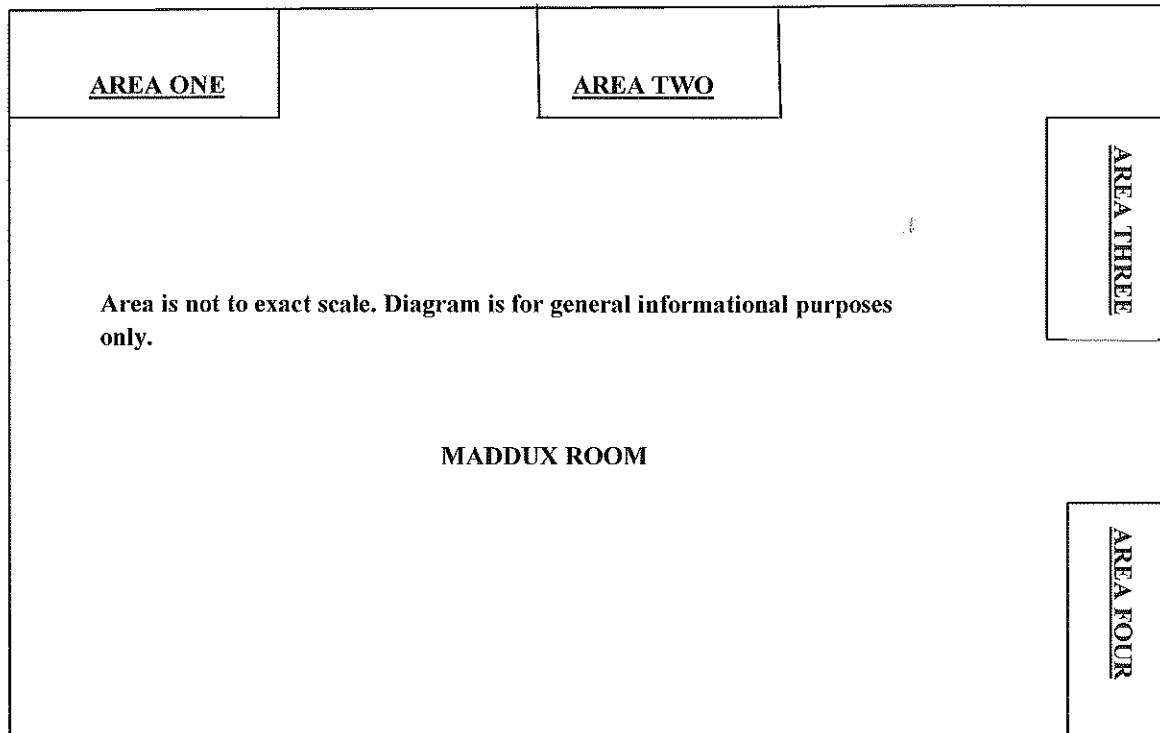 AREA ONE
AREA TWO
AREA THREE
Area is not to exact scale. Diagram is for general informational purposes
only.
MADDUX ROOM
AREA FOUR